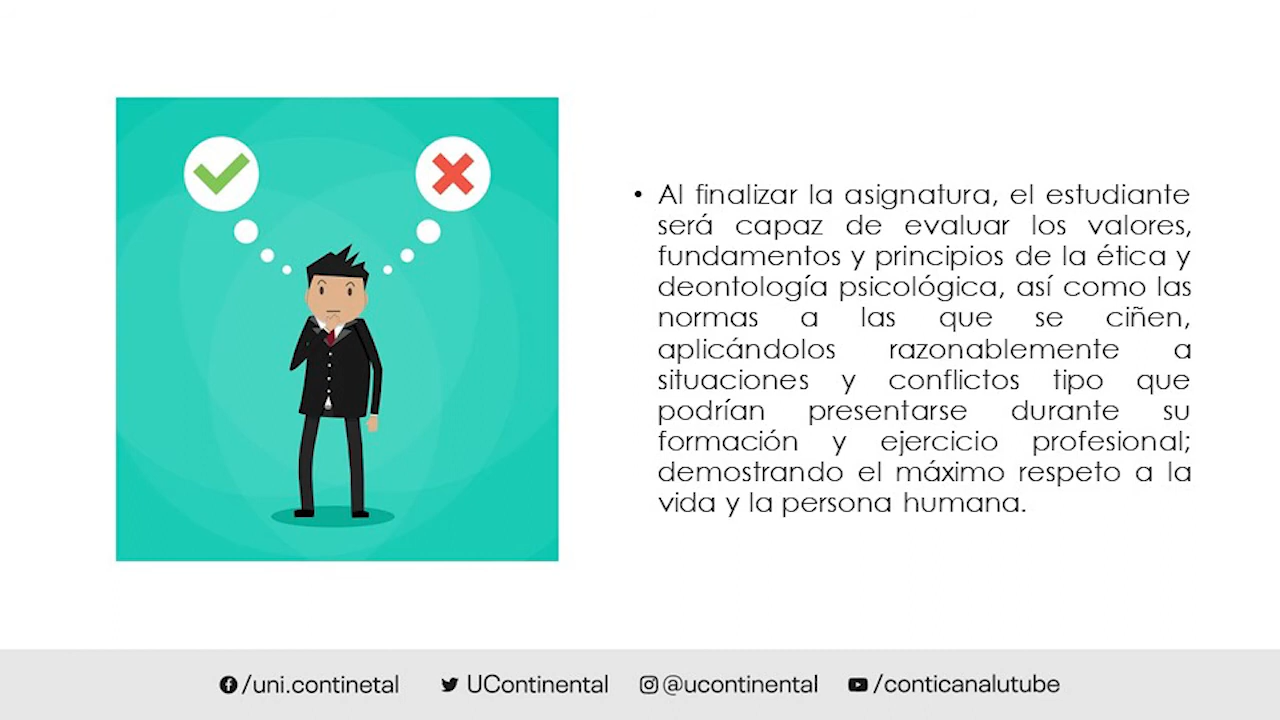 • Al finalizar la asignatura, el estudiante
será capaz de evaluar los valores,
fundamentos y principios de la ética y
deontología psicológica, así como las
normas a las que se ciñen,
aplicándolos razonablemente a
situaciones y conflictos tipo que
podrían presentarse durante su
formación y ejercicio profesional;
demostrando el máximo respeto a la
vida y la persona humana.
/uni.continetal UContinental @ucontinental /conticanalutube